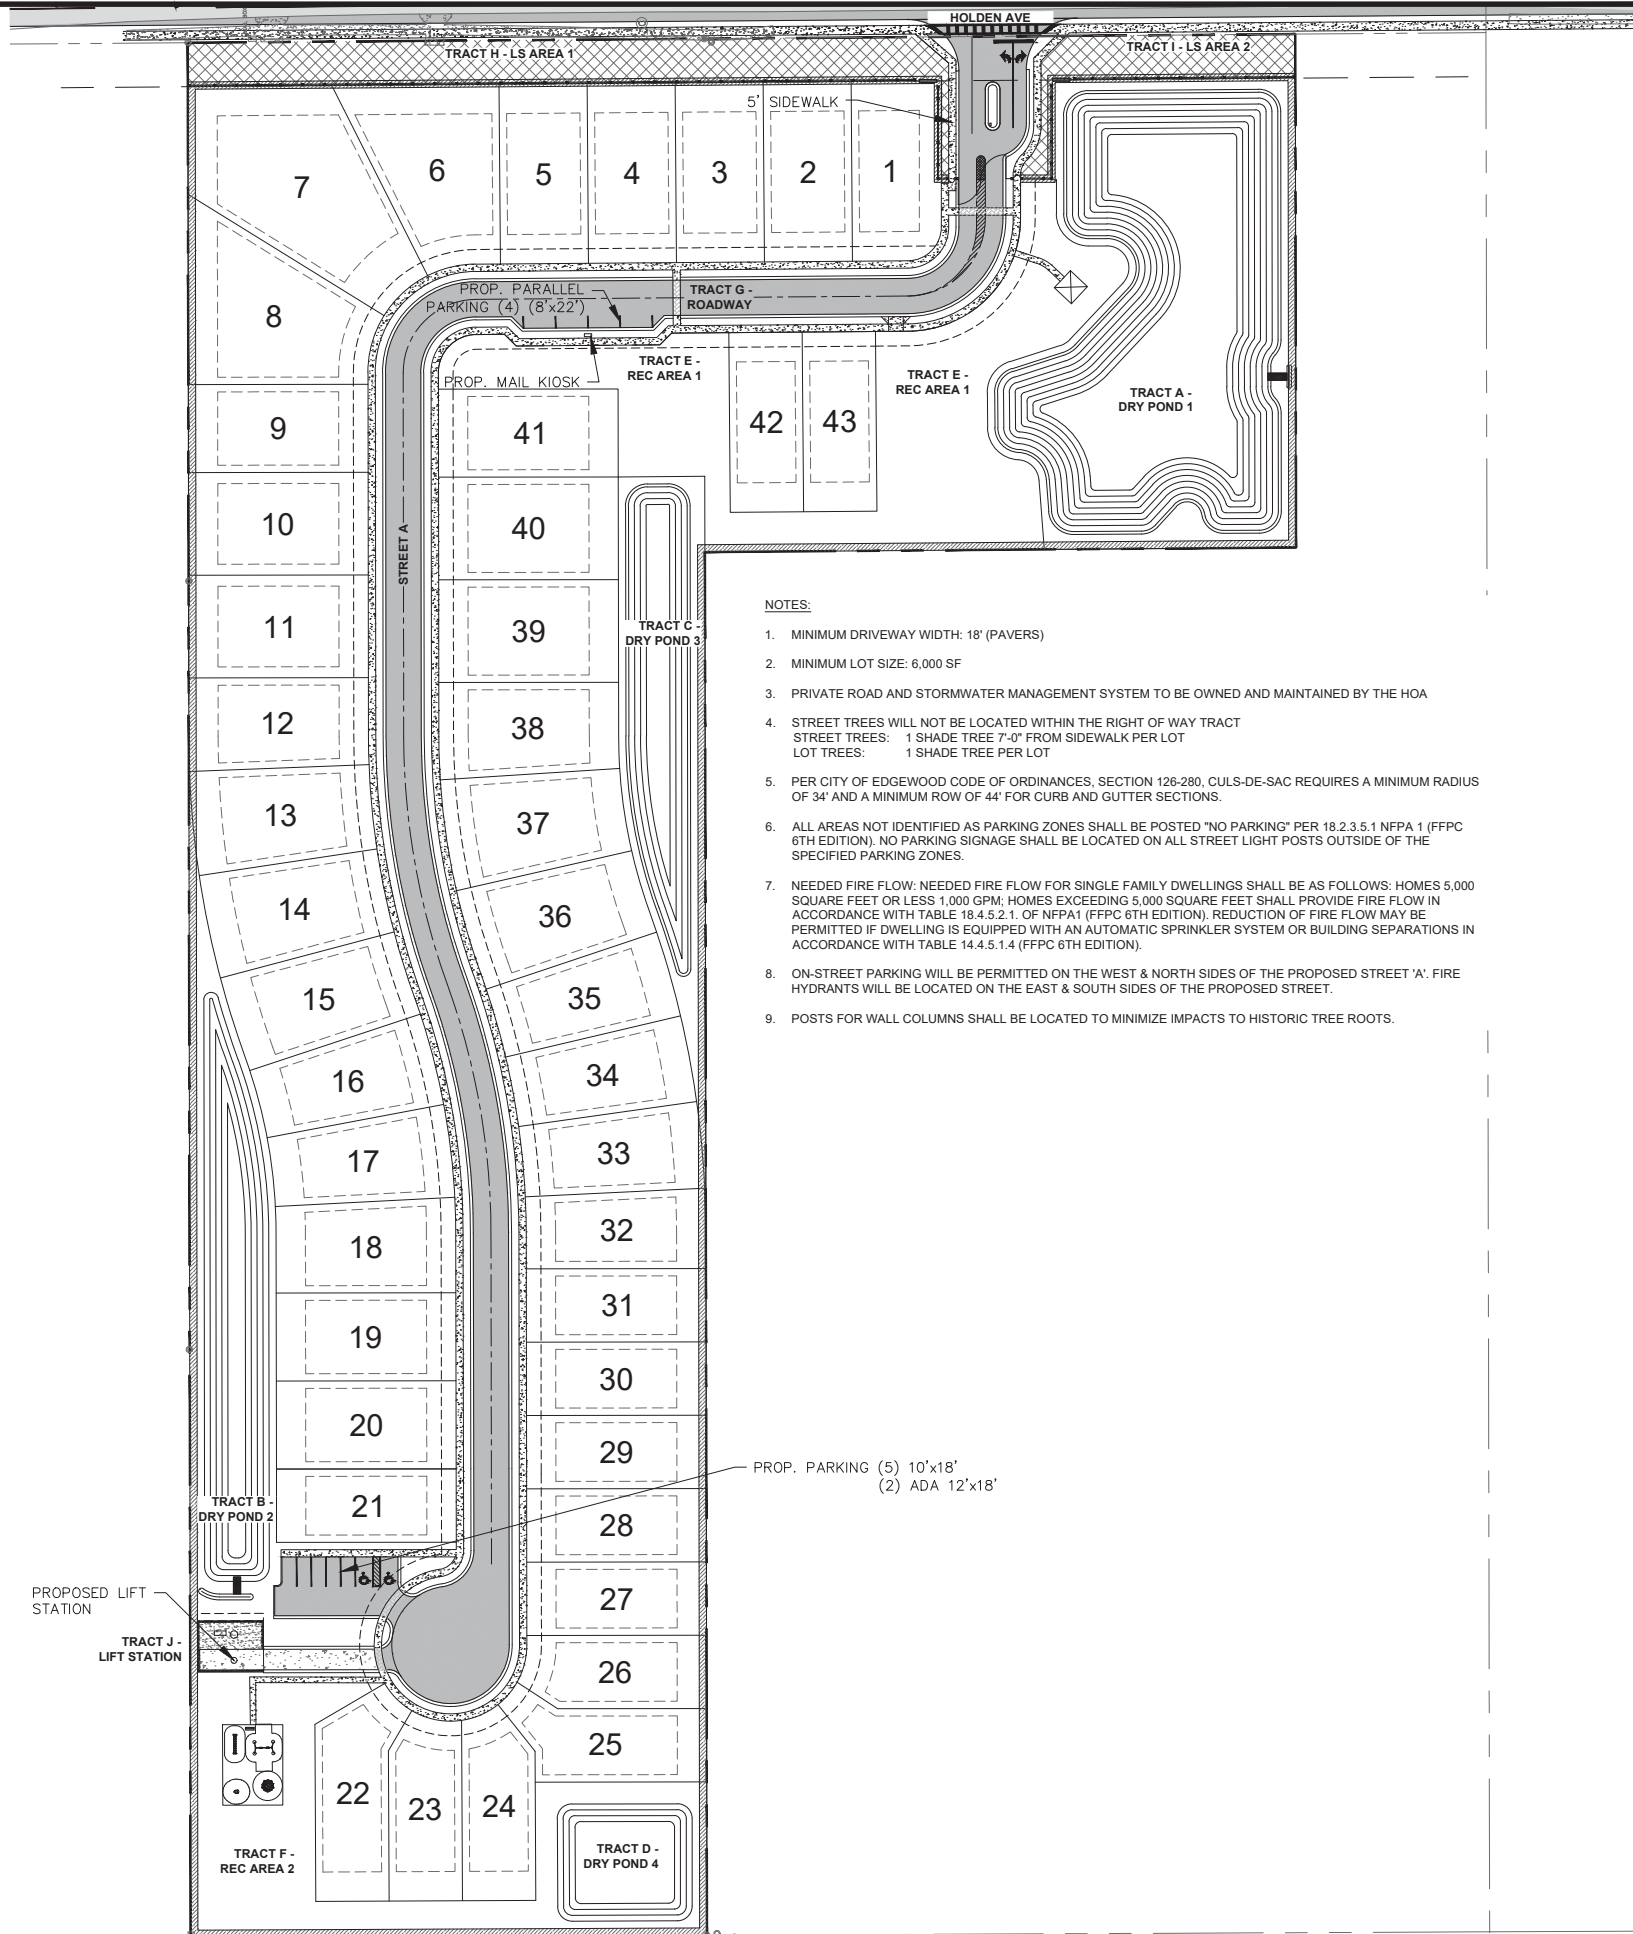 HOLDEN AVE
TRACT H - LS AREA 1
TRACT I - LS AREA 2
5' SIDEWALK
7
6
5
4
3
2
1
8
PROP. PARALLEL
PARKING (4) (8'x22')
TRACT G -
ROADWAY
PROP. MAIL KIOSK
TRACT E -
REC AREA 1
TRACT E -
REC AREA 1
TRACT A -
DRY POND 1
42
43
9
41
10
40
STREET A
11
39
TRACT C -
DRY POND 3
12
38
13
37
14
36
15
35
16
34
17
33
18
32
19
31
20
30
21
29
28
27
26
25
22
23
24
NOTES:
1. MINIMUM DRIVEWAY WIDTH: 18' (PAVERS)
2. MINIMUM LOT SIZE: 6,000 SF
3. PRIVATE ROAD AND STORMWATER MANAGEMENT SYSTEM TO BE OWNED AND MAINTAINED BY THE HOA
4. STREET TREES WILL NOT BE LOCATED WITHIN THE RIGHT OF WAY TRACT
STREET TREES: 1 SHADE TREE 7'-0" FROM SIDEWALK PER LOT
LOT TREES: 1 SHADE TREE PER LOT
5. PER CITY OF EDGEWOOD CODE OF ORDINANCES, SECTION 126-280, CULS-DE-SAC REQUIRES A MINIMUM RADIUS
OF 34' AND A MINIMUM ROW OF 44' FOR CURB AND GUTTER SECTIONS.
6. ALL AREAS NOT IDENTIFIED AS PARKING ZONES SHALL BE POSTED "NO PARKING" PER 18.2.3.5.1 NFPA 1 (FFPC
6TH EDITION). NO PARKING SIGNAGE SHALL BE LOCATED ON ALL STREET LIGHT POSTS OUTSIDE OF THE
SPECIFIED PARKING ZONES.
7. NEEDED FIRE FLOW: NEEDED FIRE FLOW FOR SINGLE FAMILY DWELLINGS SHALL BE AS FOLLOWS: HOMES 5,000
SQUARE FEET OR LESS 1,000 GPM; HOMES EXCEEDING 5,000 SQUARE FEET SHALL PROVIDE FIRE FLOW IN
ACCORDANCE WITH TABLE 18.4.5.2.1. OF NFPA1 (FFPC 6TH EDITION). REDUCTION OF FIRE FLOW MAY BE
PERMITTED IF DWELLING IS EQUIPPED WITH AN AUTOMATIC SPRINKLER SYSTEM OR BUILDING SEPARATIONS IN
ACCORDANCE WITH TABLE 14.4.5.1.4 (FFPC 6TH EDITION).
8. ON-STREET PARKING WILL BE PERMITTED ON THE WEST & NORTH SIDES OF THE PROPOSED STREET 'A'. FIRE
HYDRANTS WILL BE LOCATED ON THE EAST & SOUTH SIDES OF THE PROPOSED STREET.
9. POSTS FOR WALL COLUMNS SHALL BE LOCATED TO MINIMIZE IMPACTS TO HISTORIC TREE ROOTS.
PROP. PARKING (5) 10'x18'
(2) ADA 12'x18'
TRACT B -
DRY POND 2
PROPOSED LIFT
STATION
TRACT J -
LIFT STATION
TRACT F -
REC AREA 2
TRACT D -
DRY POND 4